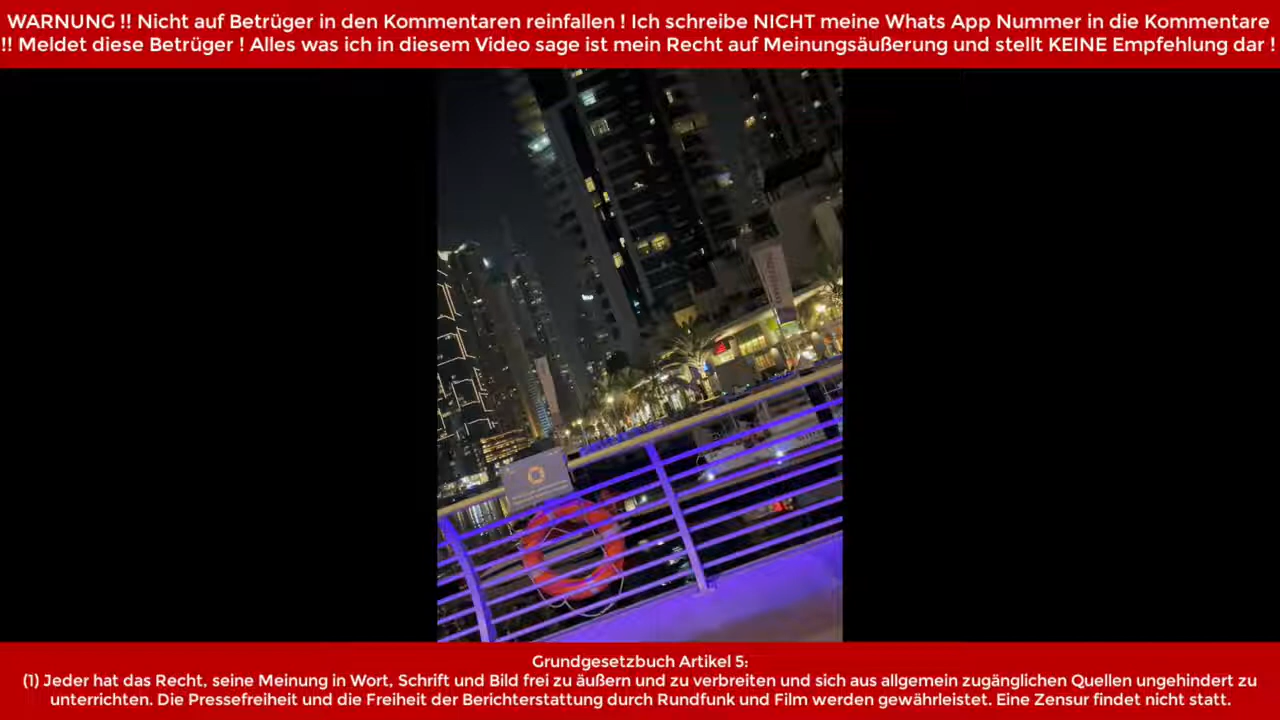 WARNUNG !! Nicht auf Betrüger in den Kommentaren reinfallen ! Ich schreibe NICHT meine Whats App Nummer in die Kommentare
!! Meldet diese Betrüger ! Alles was ich in diesem Video sage ist mein Recht auf Meinungsäußerung und stellt KEINE Empfehlung dar !
Grundgesetzbuch Artikel 5:
(1) Jeder hat das Recht, seine Meinung in Wort, Schrift und Bild frei zu äußern und zu verbreiten und sich aus allgemein zugänglichen Quellen ungehindert zu
unterrichten. Die Pressefreiheit und die Freiheit der Berichterstattung durch Rundfunk und Film werden gewährleistet. Eine Zensur findet nicht statt.